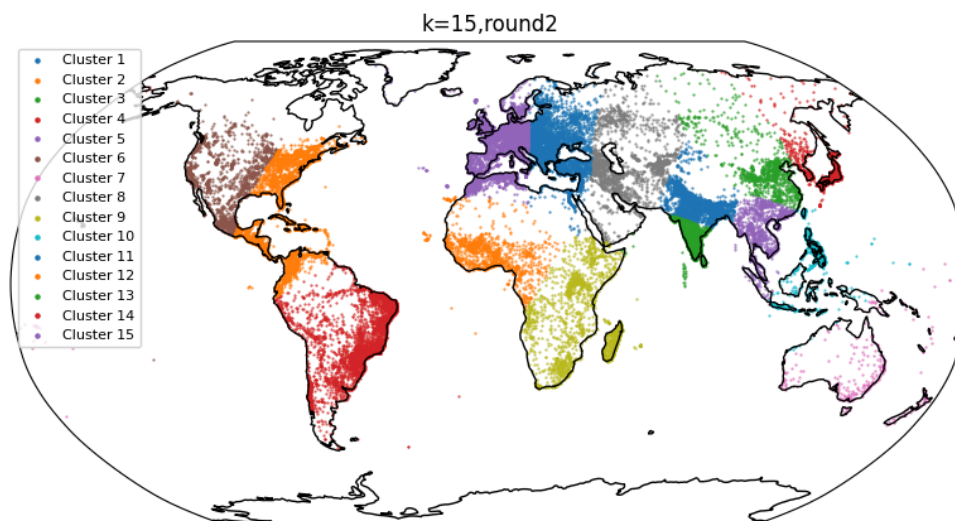 k=15,round2
Cluster 1
Cluster 2
Cluster 3
Cluster 4
Cluster 5
Cluster 6
Cluster 7
Cluster 8
Cluster 9
Cluster 10
Cluster 11
Cluster 12
Cluster 13
Cluster 14
Cluster 15